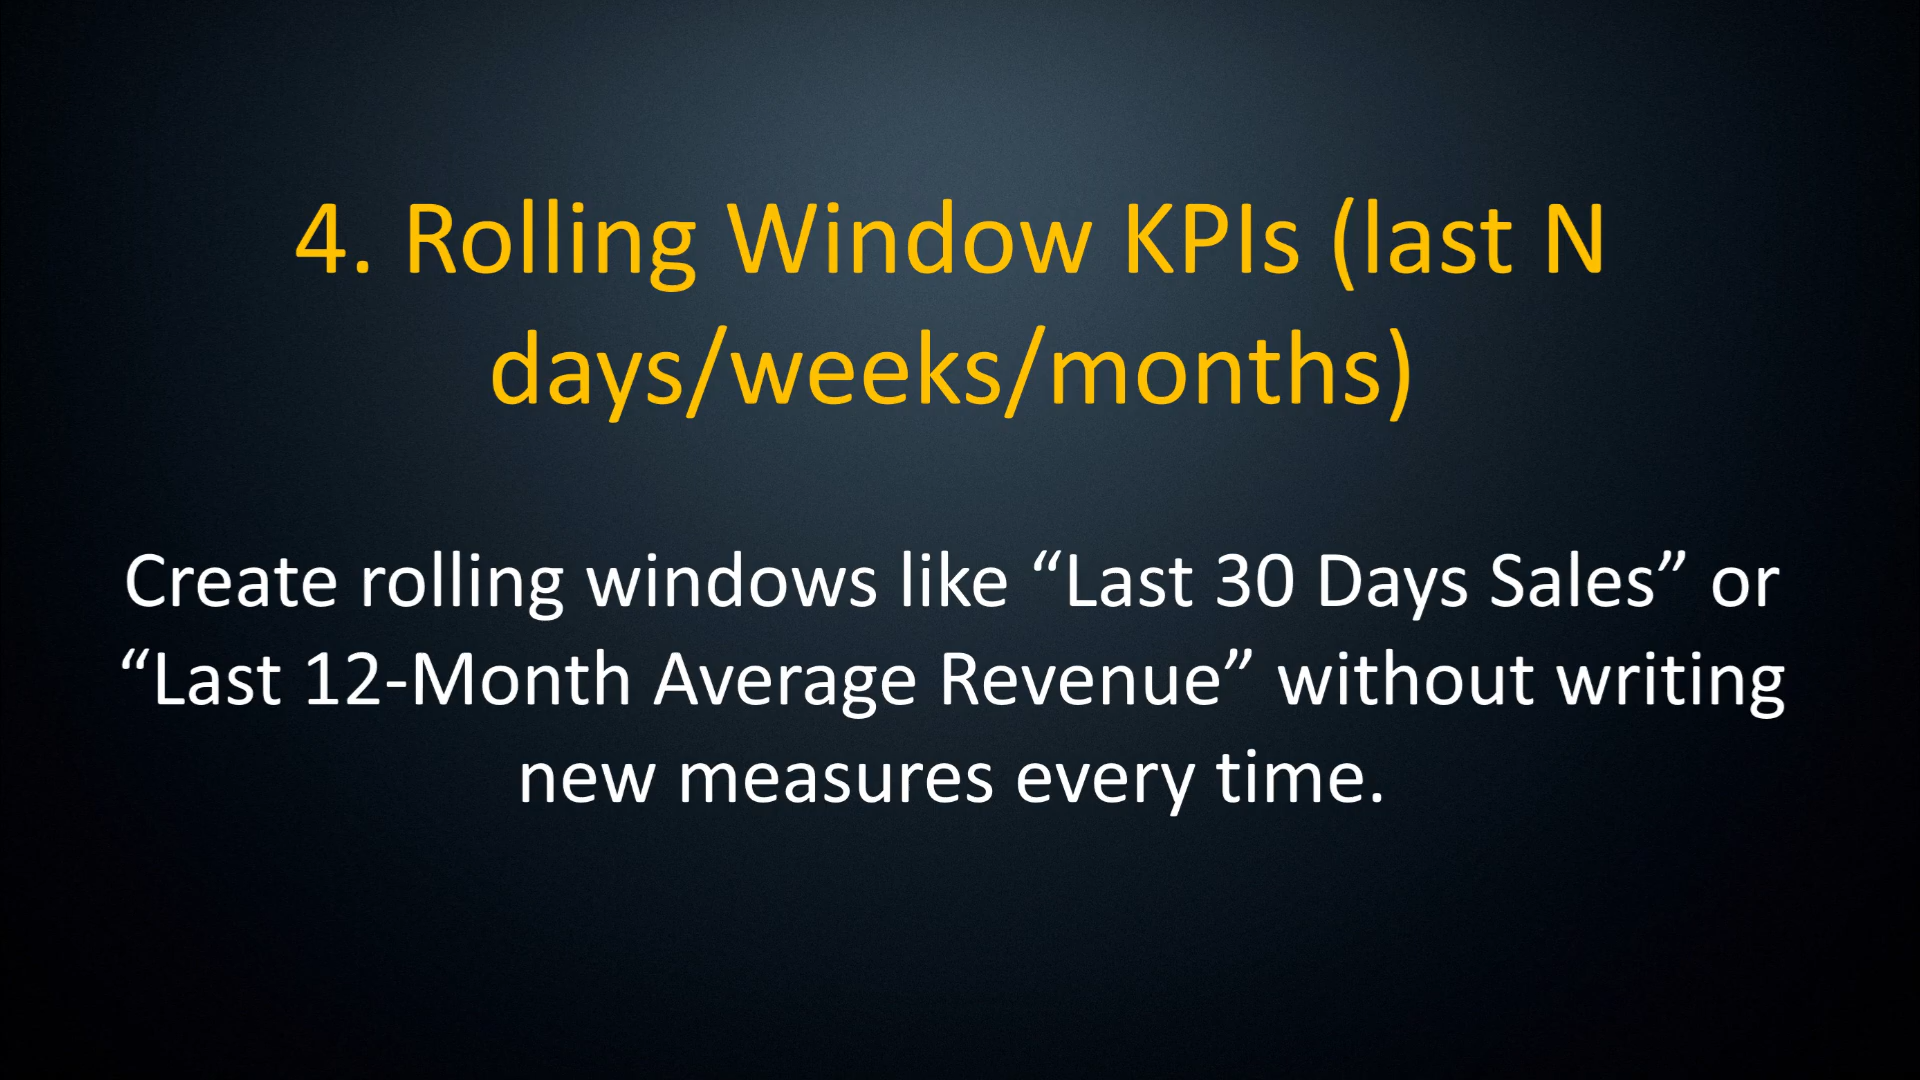 4. Rolling Window KPIs (last N
days/weeks/months)
Create rolling windows like “Last 30 Days Sales” or
“Last 12-Month Average Revenue” without writing
new measures every time.